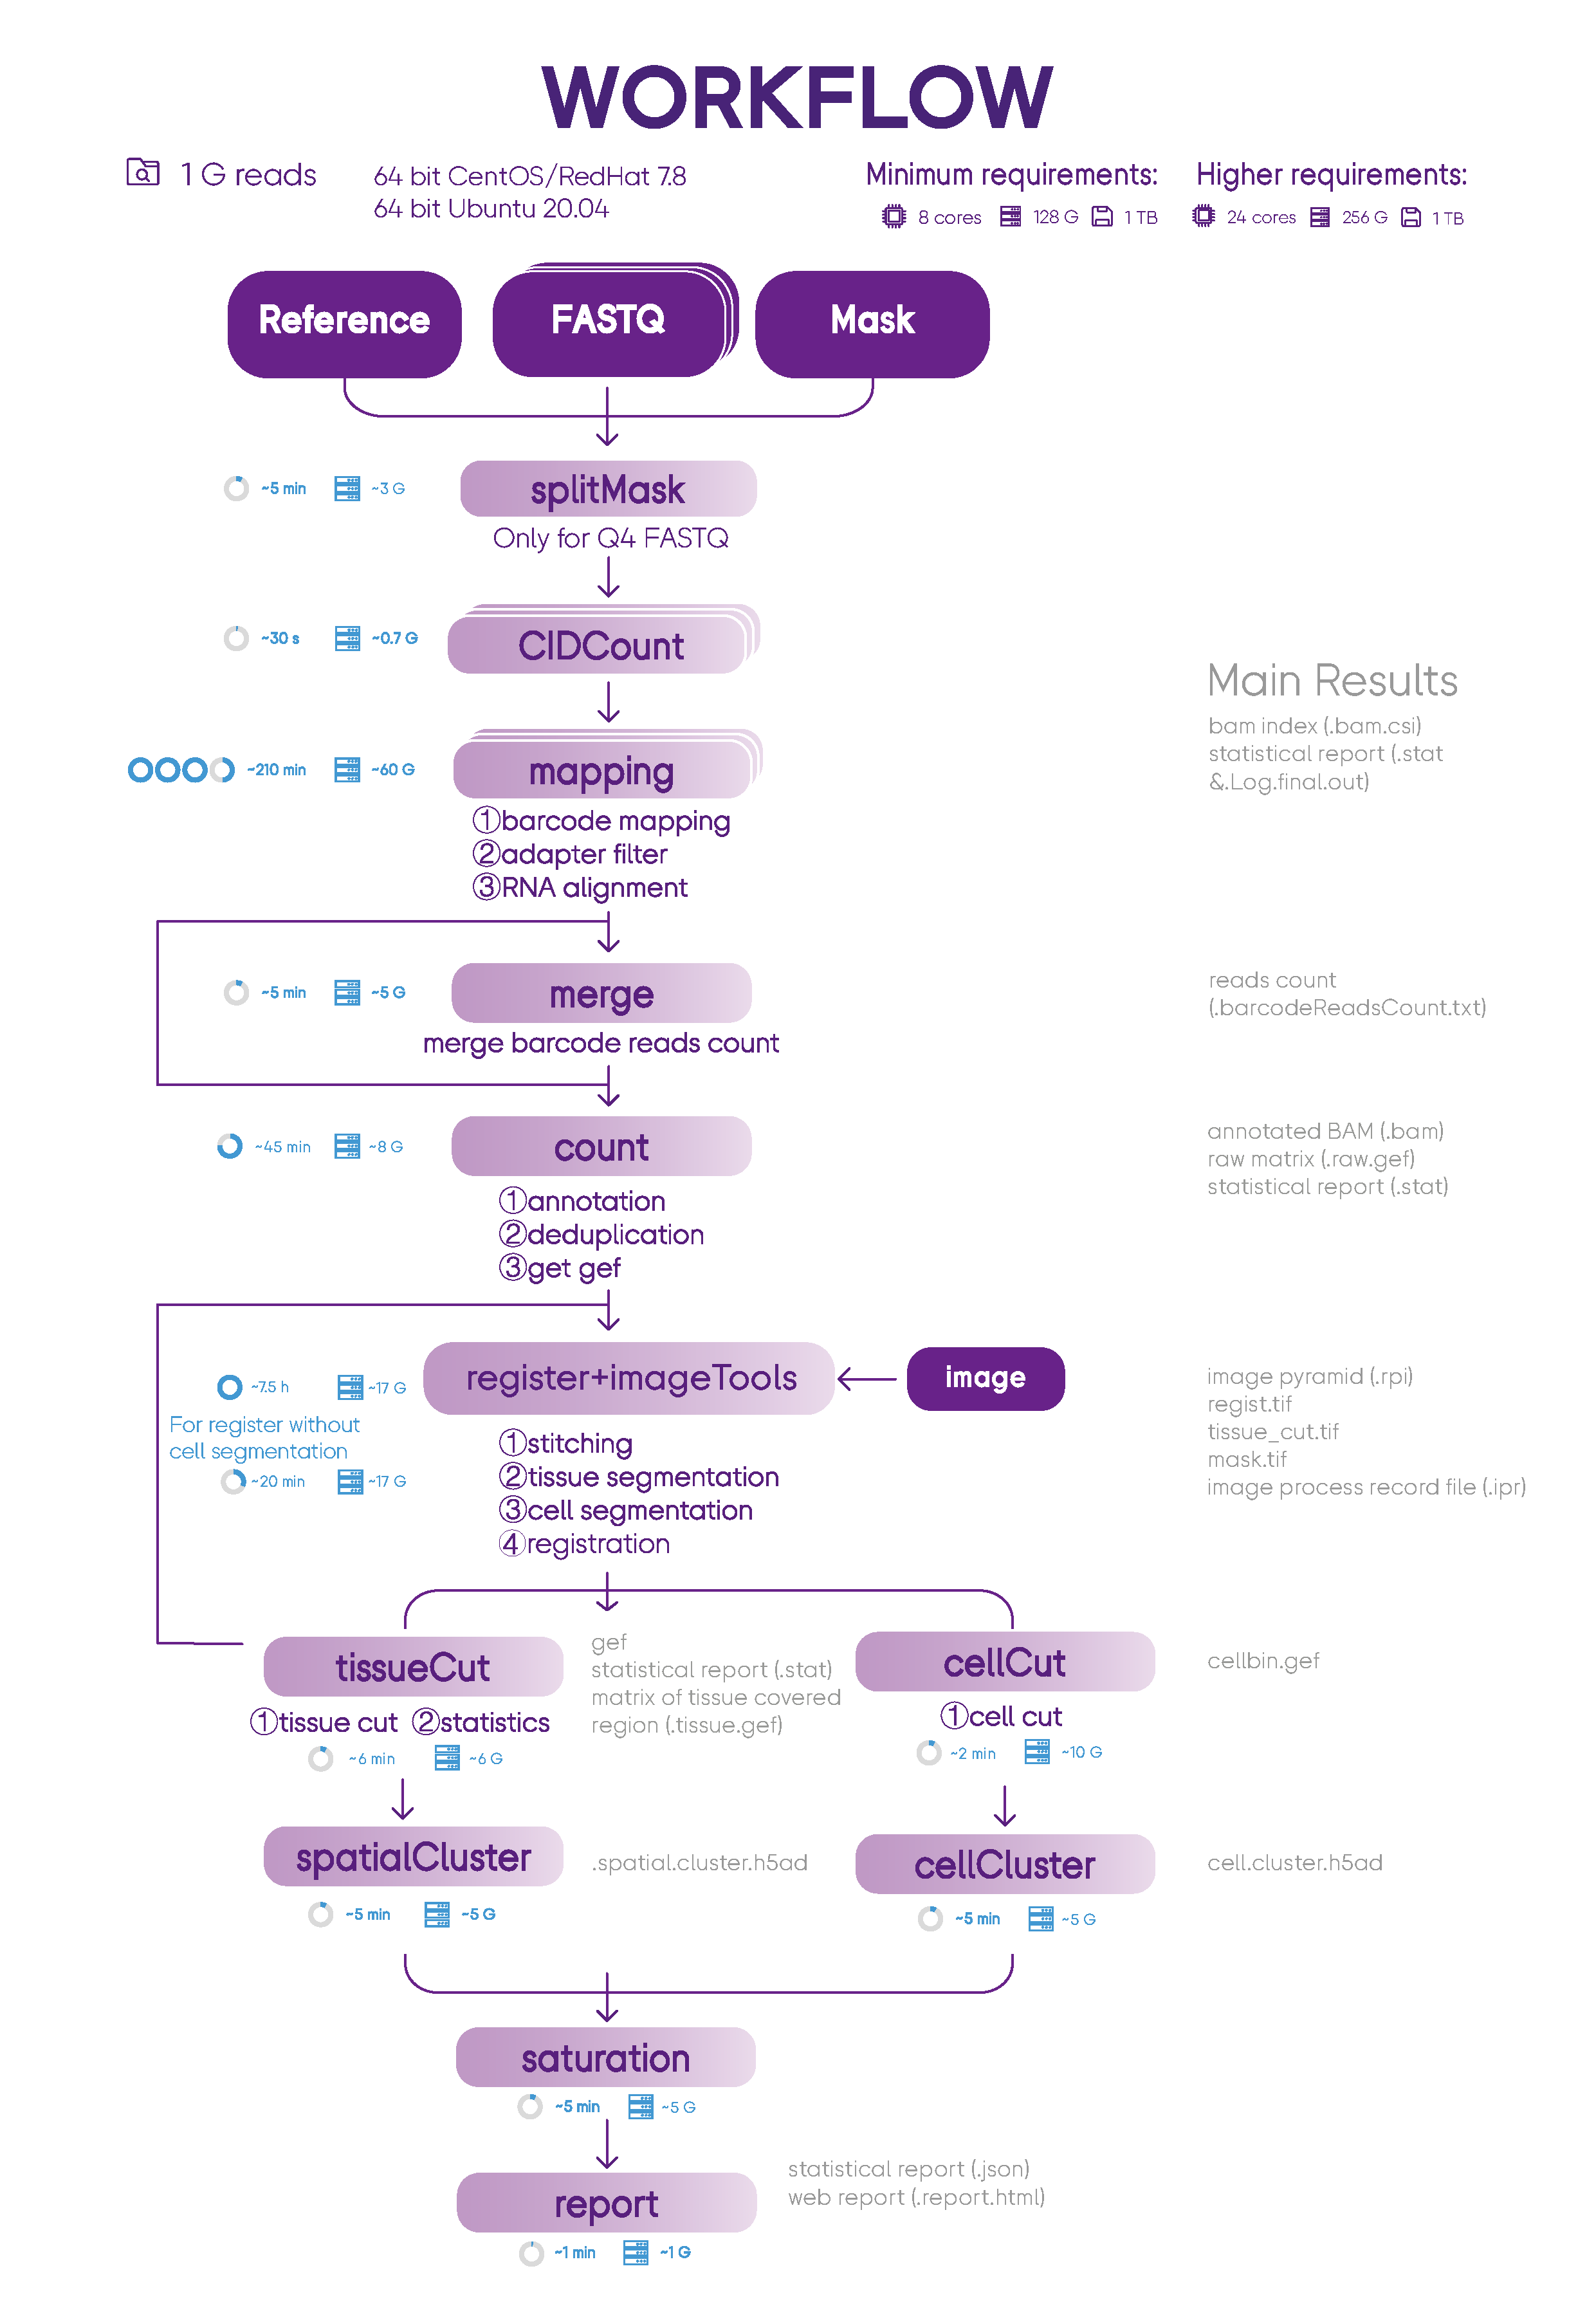 WORKFLOW
1 G reads
64 bit CentOS/RedHat 7.8
64 bit Ubuntu 20.04
Minimum requirements:
8 cores 128 G 1 TB
Higher requirements:
24 cores 256 G 1 TB
Reference
FASTQ
Mask
~5 min ~3 G
splitMask
Only for Q4 FASTQ
~30 s ~0.7 G
CIDCount
Main Results
~210 min ~60 G
mapping
①barcode mapping
②adapter filter
③RNA alignment
bam index (.bam.csi)
statistical report (.stat
&.Log.final.out)
~5 min ~5 G
merge
merge barcode reads count
reads count
(.barcodeReadsCount.txt)
~45 min ~8 G
count
①annotation
②deduplication
③get gef
annotated BAM (.bam)
raw matrix (.raw.gef)
statistical report (.stat)
~7.5 h ~17 G
For register without
cell segmentation
~20 min ~17 G
register+imageTools
image
①stitching
②tissue segmentation
③cell segmentation
④registration
image pyramid (.rpi)
regist.tif
tissue_cut.tif
mask.tif
image process record file (.ipr)
tissueCut
①tissue cut ②statistics
~6 min ~6 G
gef
statistical report (.stat)
matrix of tissue covered
region (.tissue.gef)
cellCut
①cell cut
~2 min ~10 G
cellbin.gef
spatialCluster
~5 min ~5 G
.spatial.cluster.h5ad
cellCluster
~5 min ~5 G
cell.cluster.h5ad
saturation
~5 min ~5 G
report
~1 min ~1 G
statistical report (.json)
web report (.report.html)